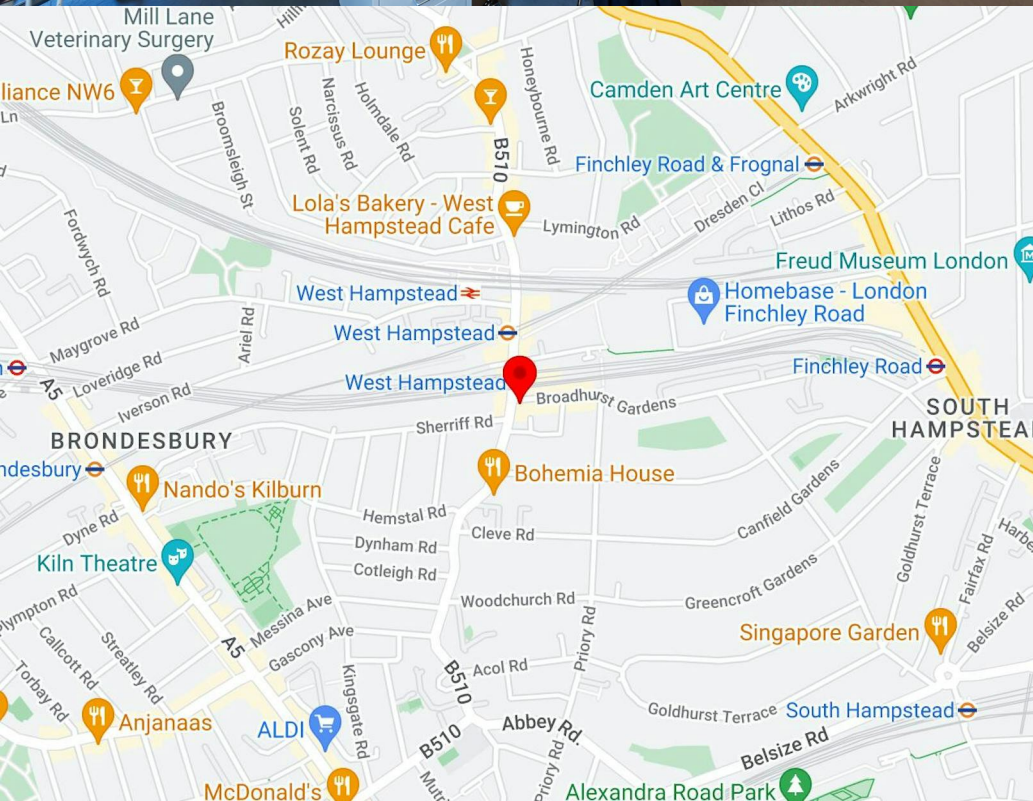 Mill Lane
Veterinary Surgery
Rozay Lounge
liance NW6
Ln
Camden Art Centre
Arkwright Rd
Honeybourne Rd
Holmdale Rd
Narcissus Rd
Solent Rd
Broomsleigh St
B510
Finchley Road & Frognal
Lola's Bakery - West
Hampstead Cafe
Lymington Rd
Dresden Cl
Lithos Rd
Fordwych Rd
Freud Museum London
West Hampstead
Homebase - London
Finchley Road
West Hampstead
Maygrove Rd
Ariel Rd
Loveridge Rd
Finchley Road
West Hampstead
A5
Iverson Rd
Broadhurst Gardens
SOUTH
HAMPSTEA
Sherriff Rd
BRONDESBURY
ndesbury
Bohemia House
Nando's Kilburn
Canfield Gardens
Goldhurst Terrace
Hemstal Rd
Dyne Rd
Cleve Rd
Dynham Rd
Kiln Theatre
Cotleigh Rd
Fairfax Rd
Harbe
Greencroft Gardens
Woodchurch Rd
Plympton Rd
Messina Ave
Priory Rd
Belsize Rd
Singapore Garden
Callcott Rd
Streatley Rd
A5
Gascony Ave
Acol Rd
Torbay Rd
Kingsgate Rd
B510
Goldhurst Terrace
South Hampstead
Anjanaas
ALDI
Abbey Rd.
B510
Belsize Rd
Priory Rd
McDonald's
Alexandra Road Park